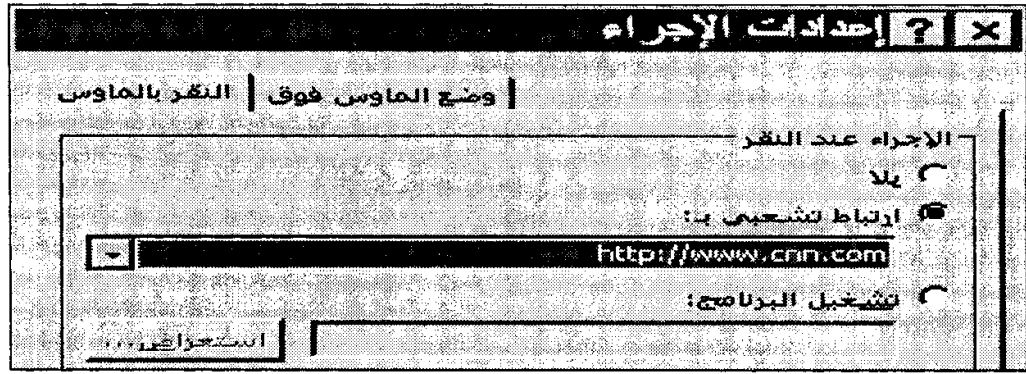 إعدادات الإجراء
وضع الماوس فوق النقر بالماوس
الإجراء عند النقر
بلا
ارتباط تشعبي بـ:
http://www.cnn.com
تشغيل البرنامج:
استعراض...